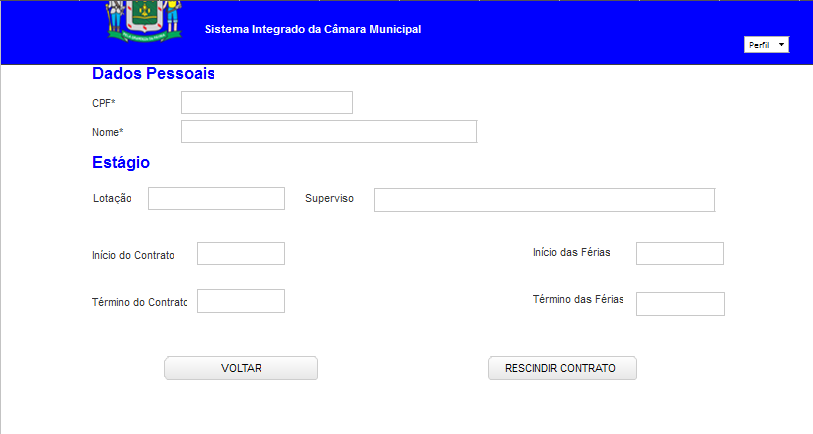 Sistema Integrado da Câmara Municipal
Perfil
Dados Pessoais
CPF*
Nome*
Estágio
Lotação Superviso
Início do Contrato Início das Férias
Término do Contrato Término das Férias
VOLTAR RESCINDIR CONTRATO